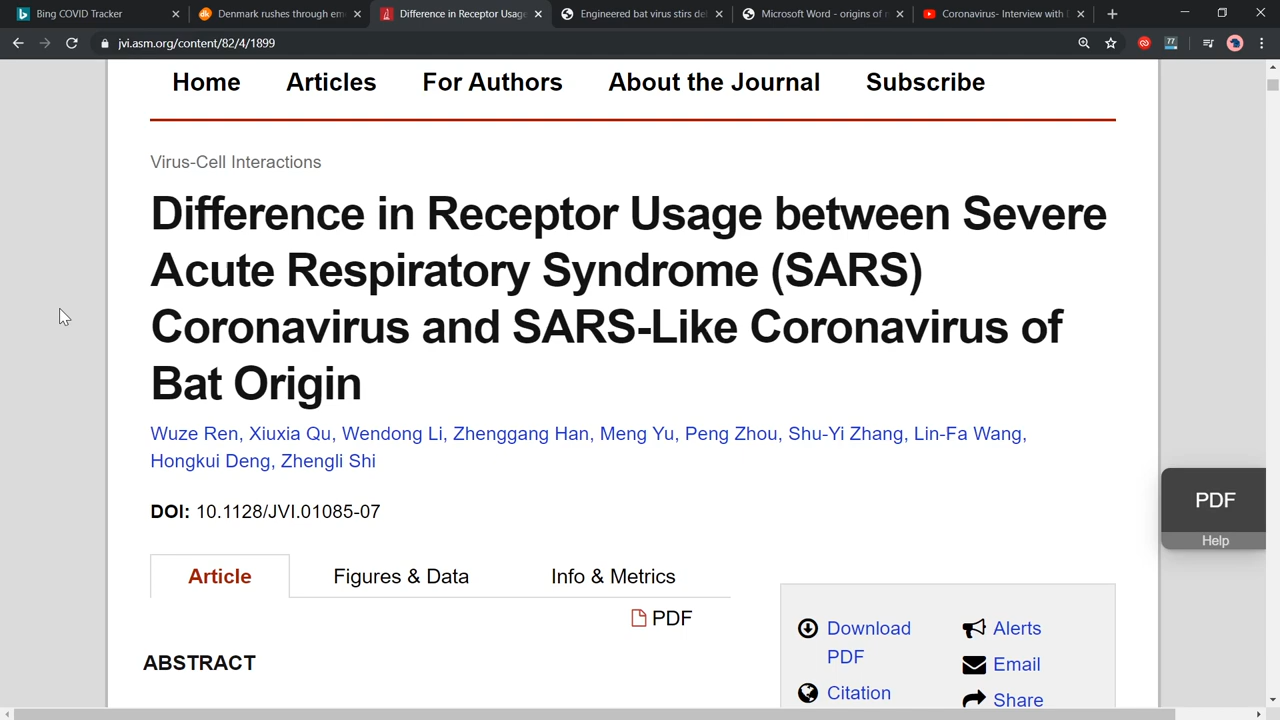 Bing COVID Tracker
Denmark rushes through em
Difference in Receptor Usage
Engineered bat virus stirs de
Microsoft Word - origins of
Coronavirus- Interview with
jvi.asm.org/content/82/4/1899
Home Articles For Authors About the Journal Subscribe
Virus-Cell Interactions
Difference in Receptor Usage between Severe
Acute Respiratory Syndrome (SARS)
Coronavirus and SARS-Like Coronavirus of
Bat Origin
Wuze Ren, Xiuxia Qu, Wendong Li, Zhenggang Han, Meng Yu, Peng Zhou, Shu-Yi Zhang, Lin-Fa Wang,
Hongkui Deng, Zhengli Shi
DOI: 10.1128/JVI.01085-07
PDF
Help
Article Figures & Data Info & Metrics
PDF
ABSTRACT
Download
PDF
Alerts
Email
Citation
Share